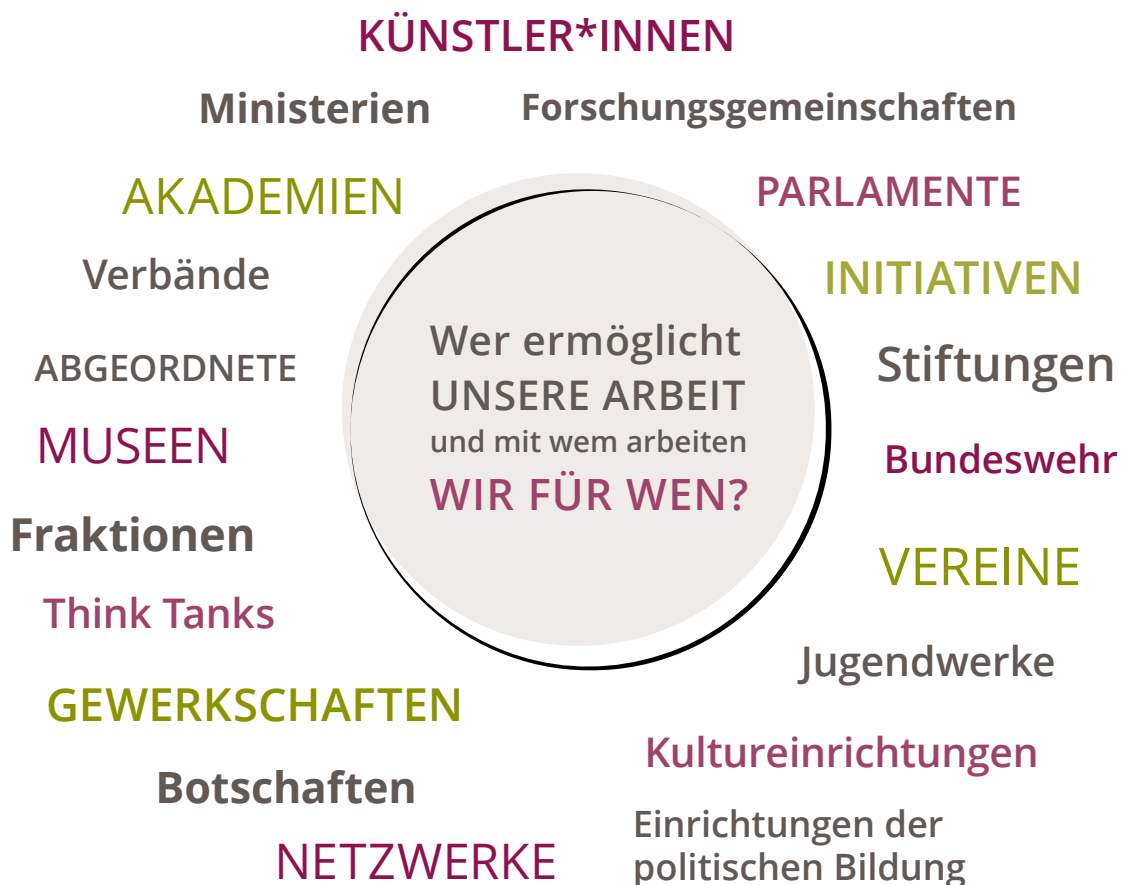 KÜNSTLER*INNEN
Ministerien
Forschungsgemeinschaften
AKADEMIEN
PARLAMENTE
Verbände
INITIATIVEN
Wer ermöglicht
UNSERE ARBEIT
und mit wem arbeiten
WIR FÜR WEN?
ABGEORDNETE
Stiftungen
MUSEEN
Bundeswehr
Fraktionen
VEREINE
Think Tanks
Jugendwerke
GEWERKSCHAFTEN
Kultureinrichtungen
Botschaften
Einrichtungen der
politischen Bildung
NETZWERKE